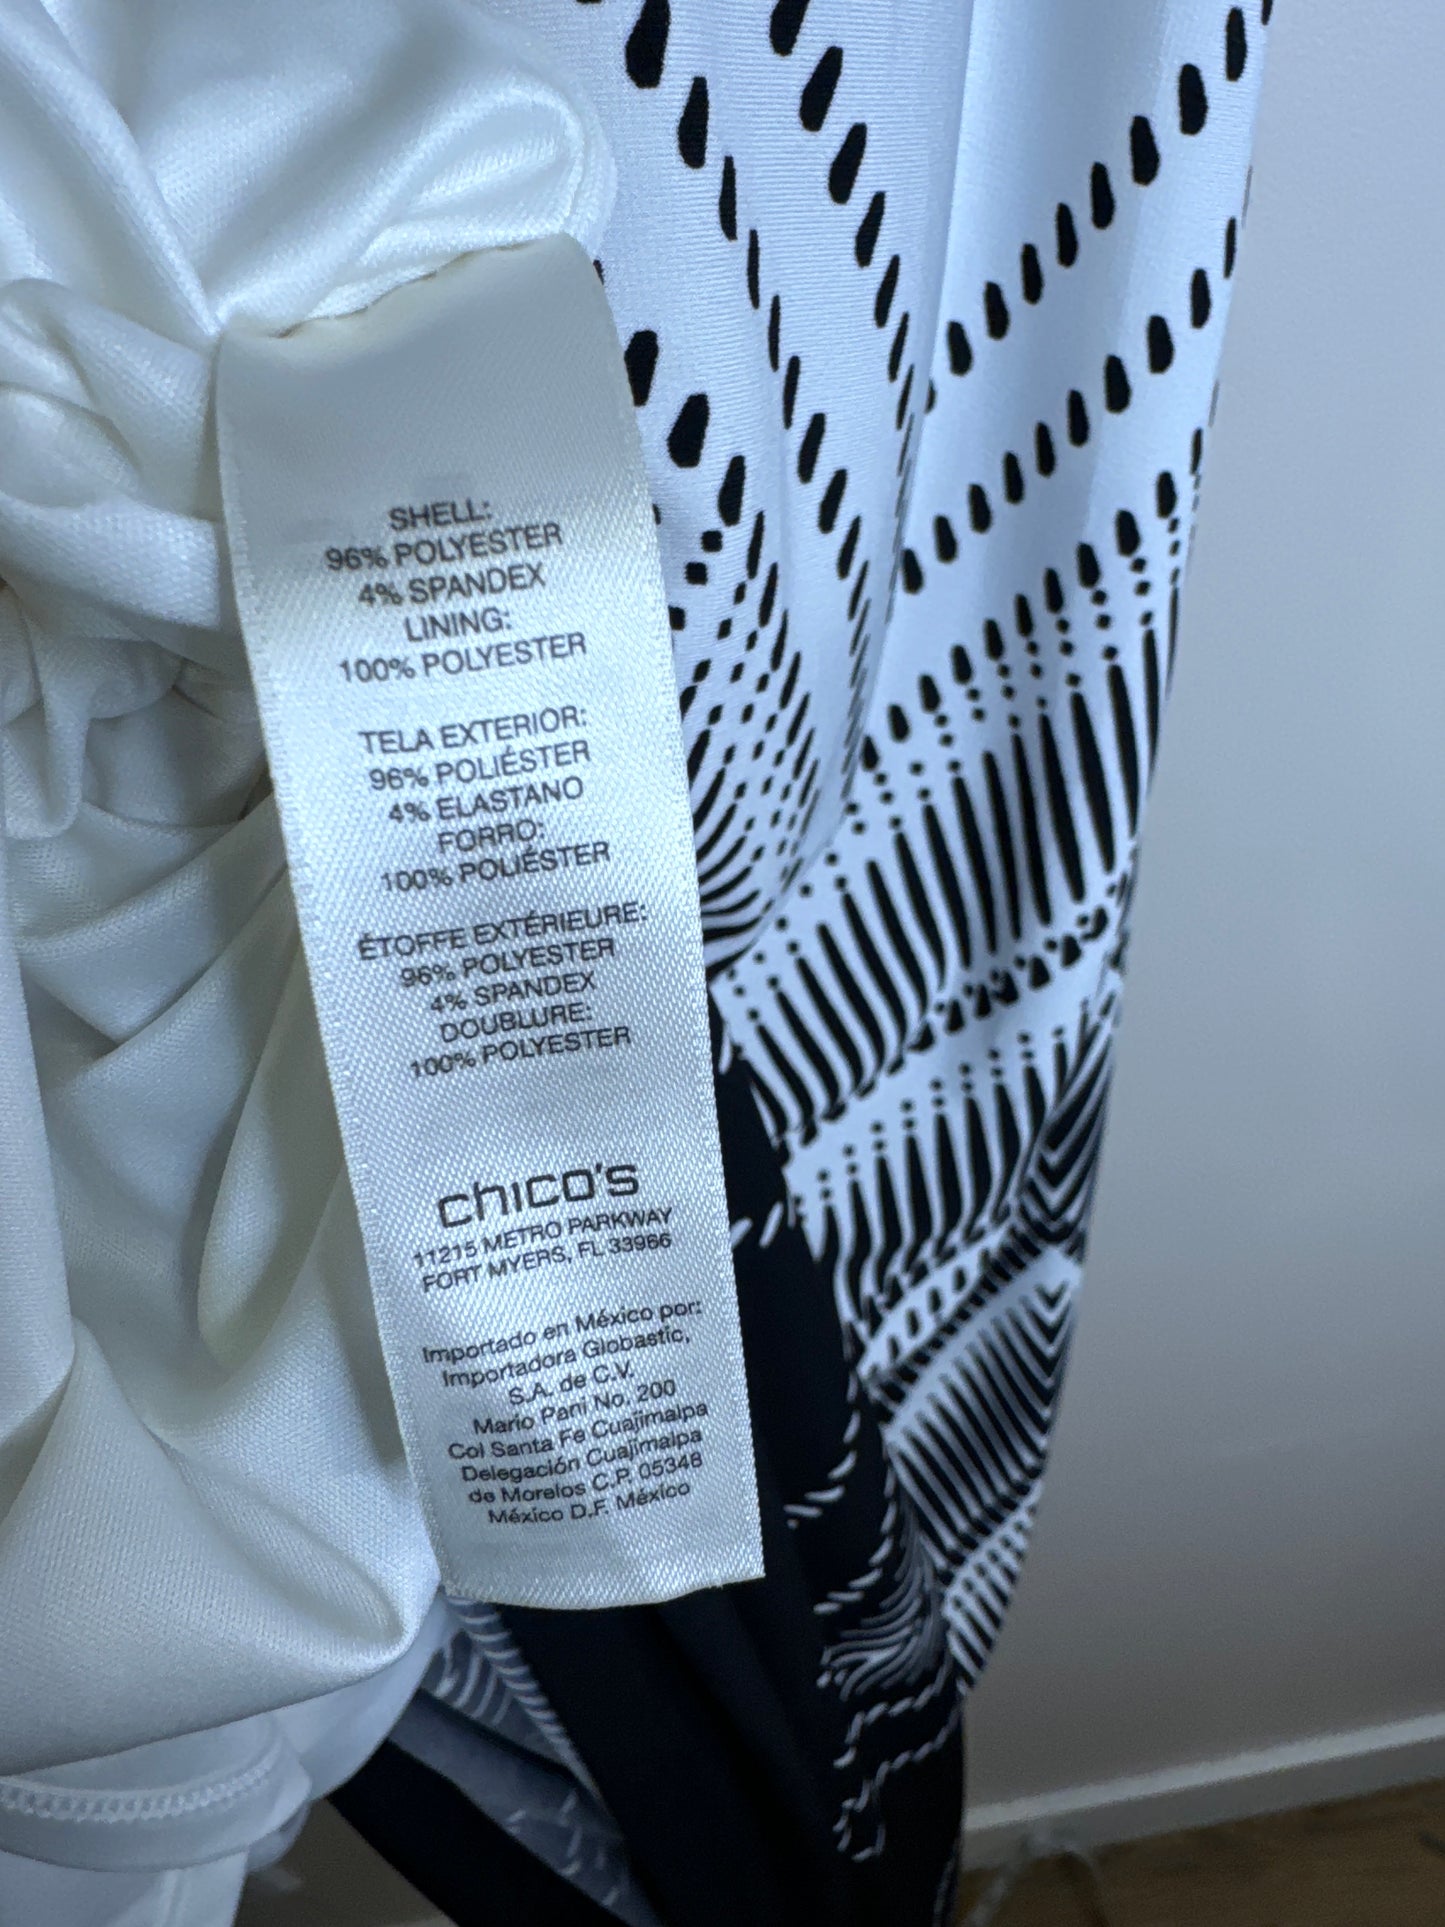 SHELL:
96% POLYESTER
4% SPANDEX
LINING:
100% POLYESTER
TELA EXTERIOR:
96% POLIÉSTER
4% ELASTANO
FORRO:
100% POLIÉSTER
ÉTOFFE EXTÉRIEURE:
96% POLYESTER
4% SPANDEX
DOUBLURE:
100% POLYESTER
chico's
11215 METRO PARKWAY
FORT MYERS, FL 33966
Importado en México por:
Importadora Globastic,
S.A. de C.V.
Mario Pani No. 200
Col Santa Fe Cuajimalpa
Delegación Cuajimalpa
de Morelos C.P. 05348
México D.F. México